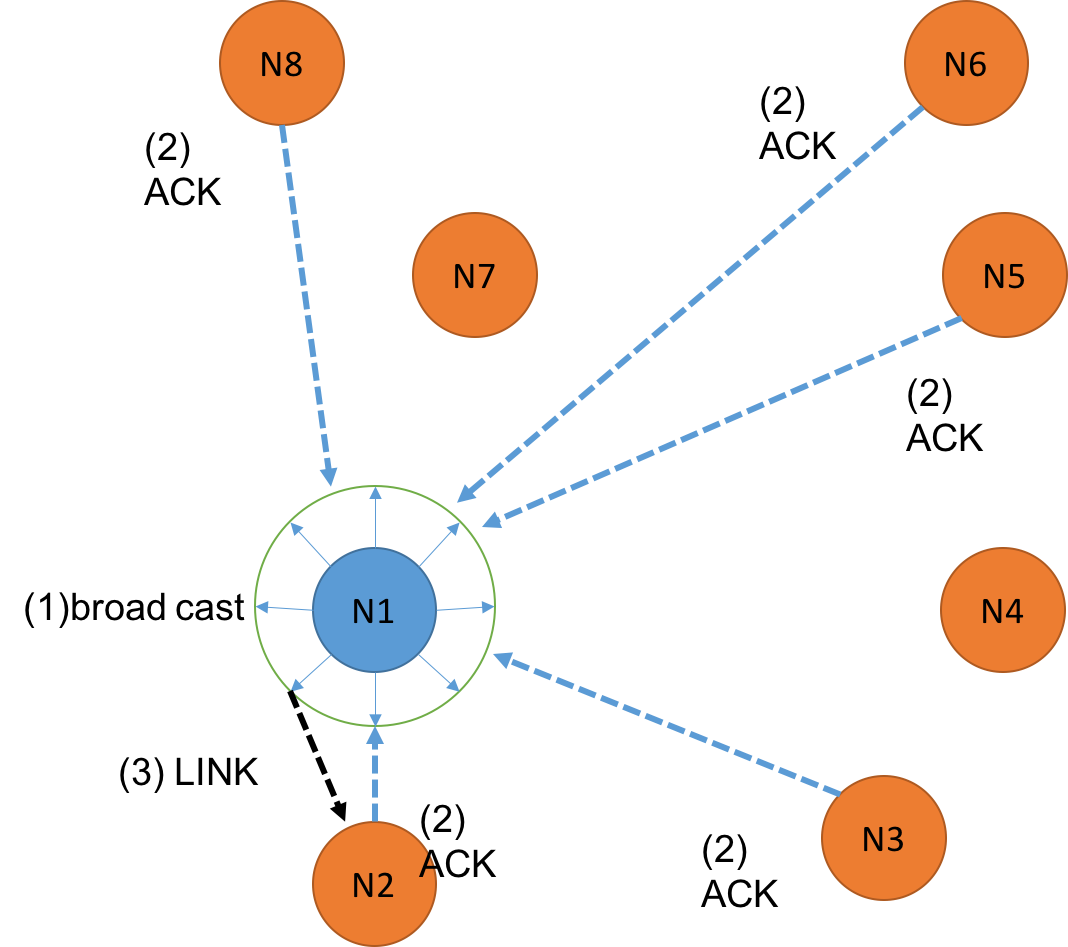 N8
N6
(2)
ACK
(2)
ACK
N7
N5
(2)
ACK
(1)broad cast
N1
N4
(3) LINK
(2)
ACK
N2
(2)
ACK
N3